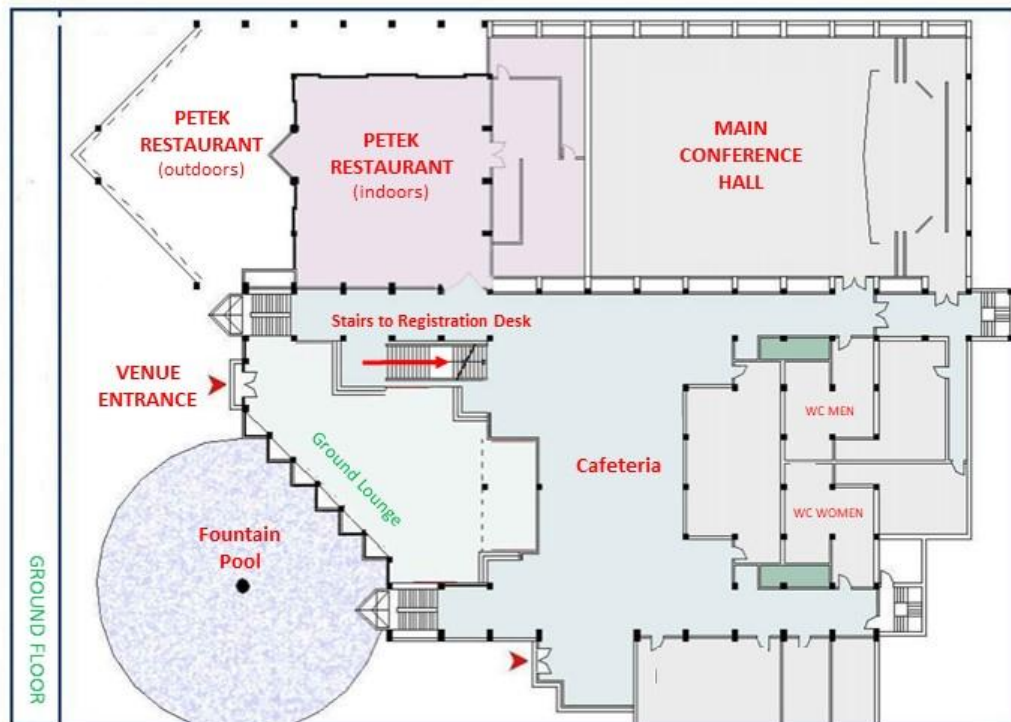 PETEK
RESTAURANT
(outdoors)
PETEK
RESTAURANT
(indoors)
MAIN
CONFERENCE
HALL
Stairs to Registration Desk
VENUE
ENTRANCE
WC MEN
Ground Lounge
Cafeteria
WC WOMEN
Fountain
Pool
GROUND FLOOR